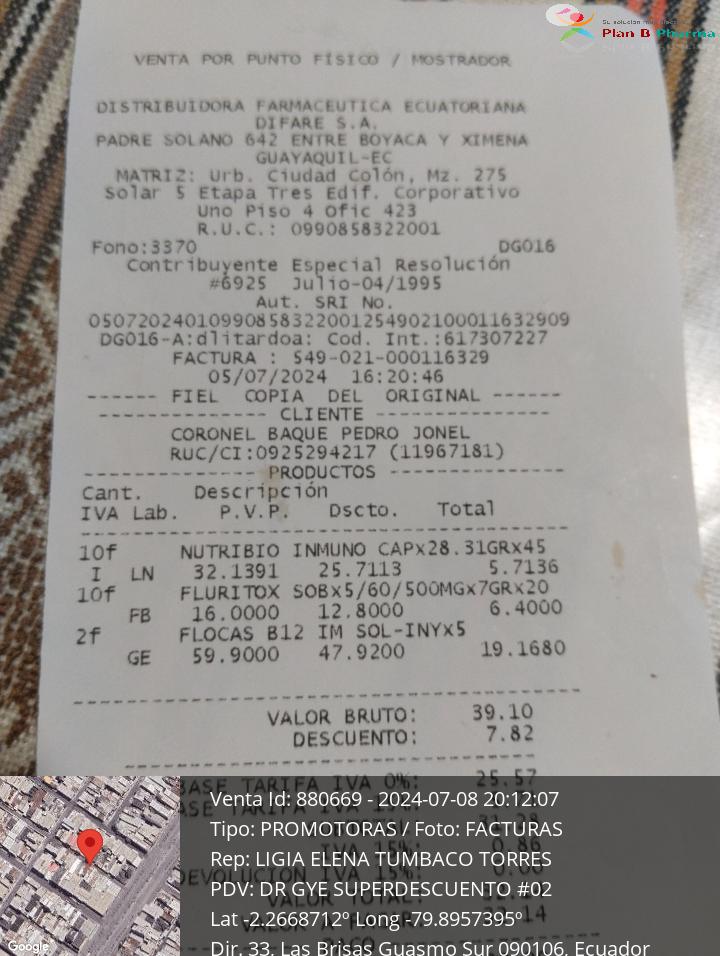 Plan B Pharma
VENTA POR PUNTO FÍSICO / MOSTRADOR
DISTRIBUIDORA FARMACEUTICA ECUATORIANA
DIFARE S.A.
PADRE SOLANO 642 ENTRE BOYACA Y XIMENA
GUAYAQUIL-EC
MATRIZ: Urb. Ciudad Colón, Mz. 275
Solar 5 Etapa Tres Edif. Corporativo
Uno Piso 4 Ofic 423
R.U.C.: 0990858322001
Fono:3370 DG016
Contribuyente Especial Resolución
#6925 Julio-04/1995
Aut. SRI No.
0507202401099085832200125490210001163290​9
DG016-A:dlitardoa: Cod. Int.:617307227
FACTURA : 549-021-000116329
05/07/2024 16:20:46
------ FIEL COPIA DEL ORIGINAL ------
--------------- CLIENTE ---------------
CORONEL BAQUE PEDRO JONEL
RUC/CI:0925294217 (11967181)
-------------- PRODUCTOS --------------
Cant. Descripción
IVA Lab. P.V.P. Dscto. Total
10f NUTRIBIO INMUNO CAPx28.31GRx45
I LN 32.1391 25.7113 5.7136
10f FLURITOX SOBx5/60/500MGx7GRx20
FB 16.0000 12.8000 6.4000
2f FLOCAS B12 IM SOL-INYx5
GE 59.9000 47.9200 19.1680
VALOR BRUTO: 39.10
DESCUENTO: 7.82
BASE TARIFA IVA 0%: 25.57
Venta Id: 880669 - 2024-07-08 20:12:07
Tipo: PROMOTORAS / Foto: FACTURAS
Rep: LIGIA ELENA TUMBACO TORRES
PDV: DR GYE SUPERDESCUENTO #02
Lat -2.2668712º Long -79.8957395º
Dir. 33, Las Brisas Guasmo Sur 090106, Ecuador
Google